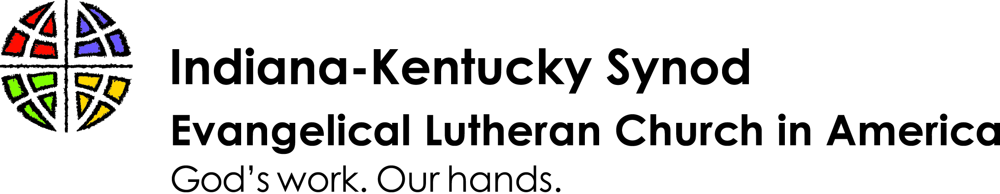 Indiana-Kentucky Synod
Evangelical Lutheran Church in America
God’s work. Our hands.